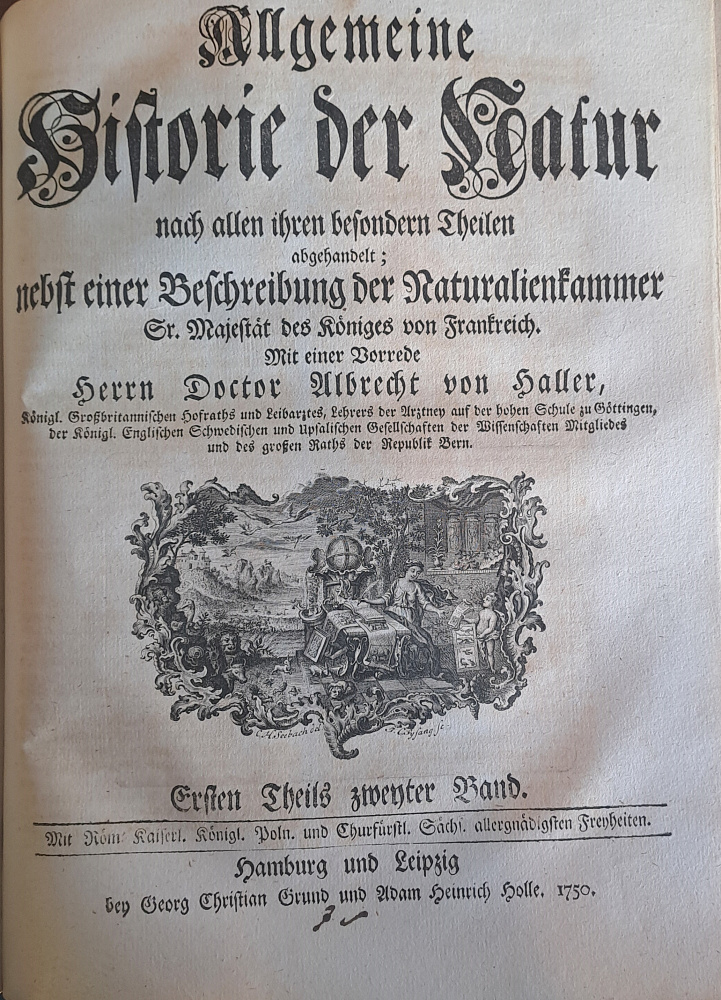 Allgemeine
Historie der Natur
nach allen ihren besondern Theilen
abgehandelt;
nebst einer Beschreibung der Naturalienkammer
Sr. Majestät des Königes von Frankreich.
Mit einer Vorrede
Herrn Doctor Albrecht von Haller,
Königl. Großbritannischen Hofraths und Leibarztes, Lehrers der Arztney auf der hohen Schule zu Göttingen,
der Königl. Englischen Schwedischen und Upsalischen Gesellschaften der Wissenschaften Mitgliedes
und des großen Raths der Republik Bern.
Ersten Theils zweyter Band.
Mit Röm Kaiserl. Königl. Poln. und Churfürstl. Sächs. allergnädigsten Freyheiten.
Hamburg und Leipzig
bey Georg Christian Grund und Adam Heinrich Holle. 1750.